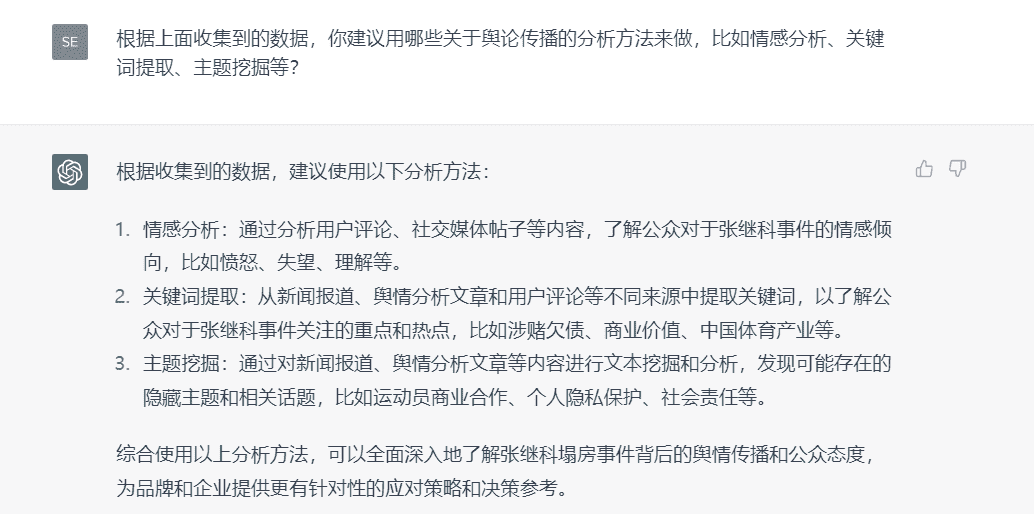 SE
根据上面收集到的数据，你建议用哪些关于舆论传播的分析方法来做，比如情感分析、关键
词提取、主题挖掘等？
根据收集到的数据，建议使用以下分析方法：
1. 情感分析：通过分析用户评论、社交媒体帖子等内容，了解公众对于张继科事件的情感倾
向，比如愤怒、失望、理解等。
2. 关键词提取：从新闻报道、舆情分析文章和用户评论等不同来源中提取关键词，以了解公
众对于张继科事件关注的重点和热点，比如涉赌欠债、商业价值、中国体育产业等。
3. 主题挖掘：通过对新闻报道、舆情分析文章等内容进行文本挖掘和分析，发现可能存在的
隐藏主题和相关话题，比如运动员商业合作、个人隐私保护、社会责任等。
综合使用以上分析方法，可以全面深入地了解张继科塌房事件背后的舆情传播和公众态度，
为品牌和企业提供更有针对性的应对策略和决策参考。